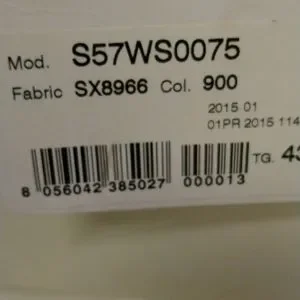 Mod. S57WS0075
Fabric SX8966 Col. 900
2015 01
01PR 2015 114
TG. 43
8 056042 385027 000013